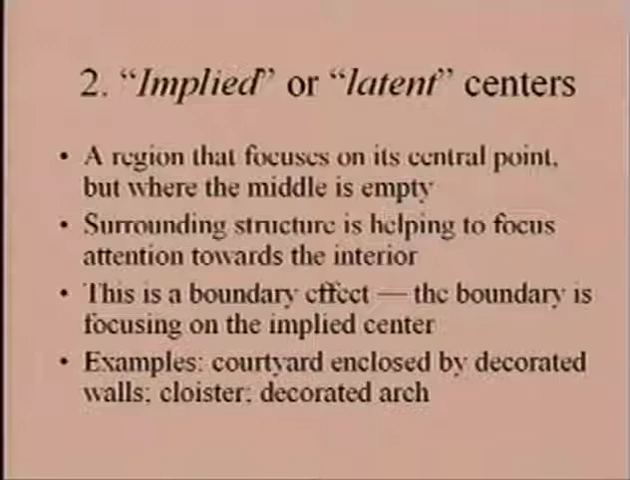 2. “Implied” or “latent” centers
• A region that focuses on its central point,
but where the middle is empty
• Surrounding structure is helping to focus
attention towards the interior
• This is a boundary effect — the boundary is
focusing on the implied center
• Examples: courtyard enclosed by decorated
walls; cloister; decorated arch